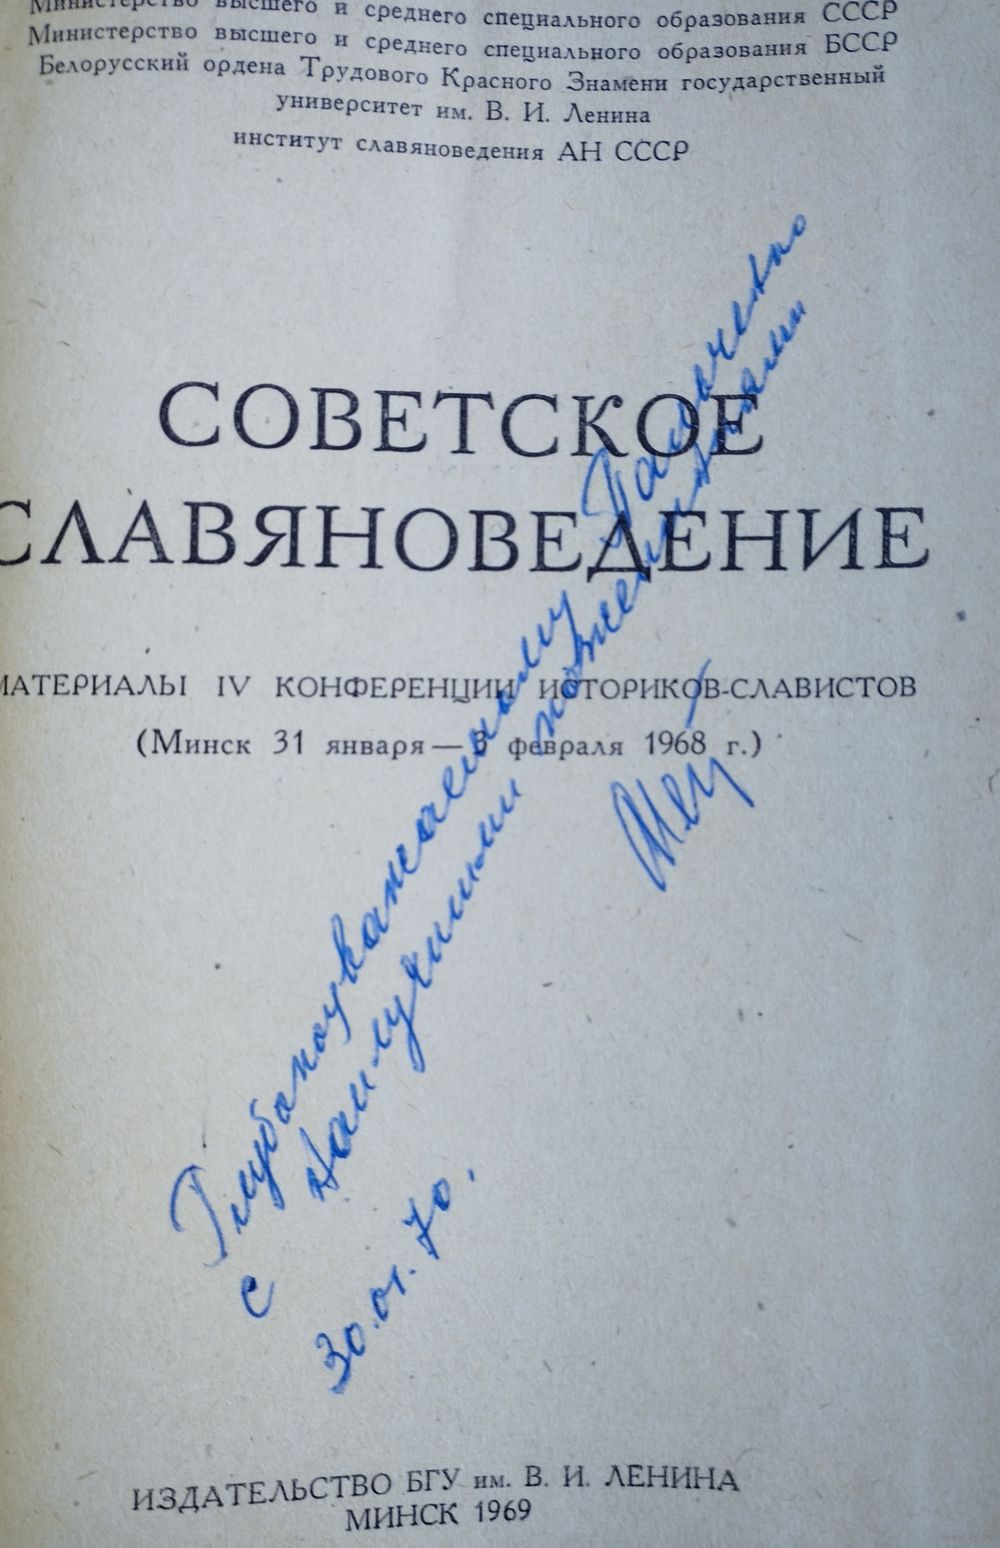 Министерство высшего и среднего специального образования СССР
Министерство высшего и среднего специального образования БССР
Белорусский ордена Трудового Красного Знамени государственный
университет им. В. И. Ленина
институт славяноведения АН СССР
СОВЕТСКОЕ
СЛАВЯНОВЕДЕНИЕ
МАТЕРИАЛЫ IV КОНФЕРЕНЦИИ ИСТОРИКОВ-СЛАВИСТОВ
(Минск 31 января — 3 февраля 1968 г.)
Глубокоуважаемому
с наилучшими пожеланиями
30.01.70.
ИЗДАТЕЛЬСТВО БГУ им. В. И. ЛЕНИНА
МИНСК 1969